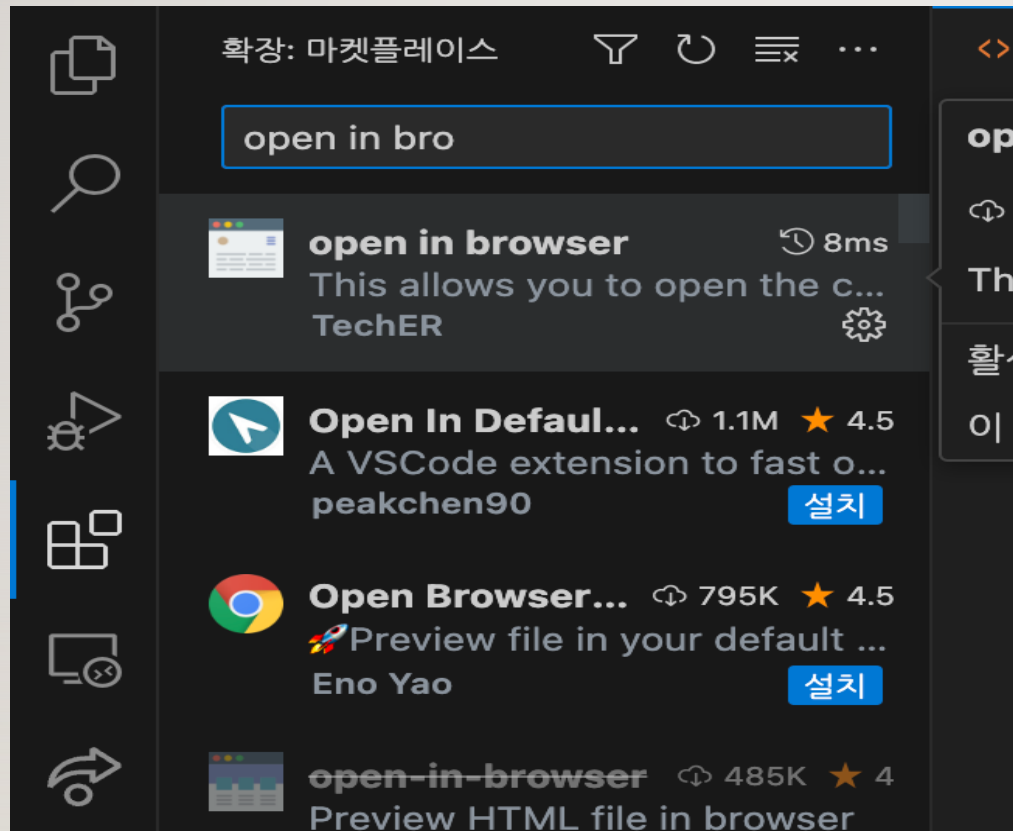 확장: 마켓플레이스
open in bro
open in browser 8ms
This allows you to open the c...
TechER
Open In Defaul... 1.1M 4.5
A VSCode extension to fast o...
peakchen90 설치
Open Browser... 795K 4.5
🚀Preview file in your default ...
Eno Yao 설치
open-in-browser 485K 4
Preview HTML file in browser
op
Th
이